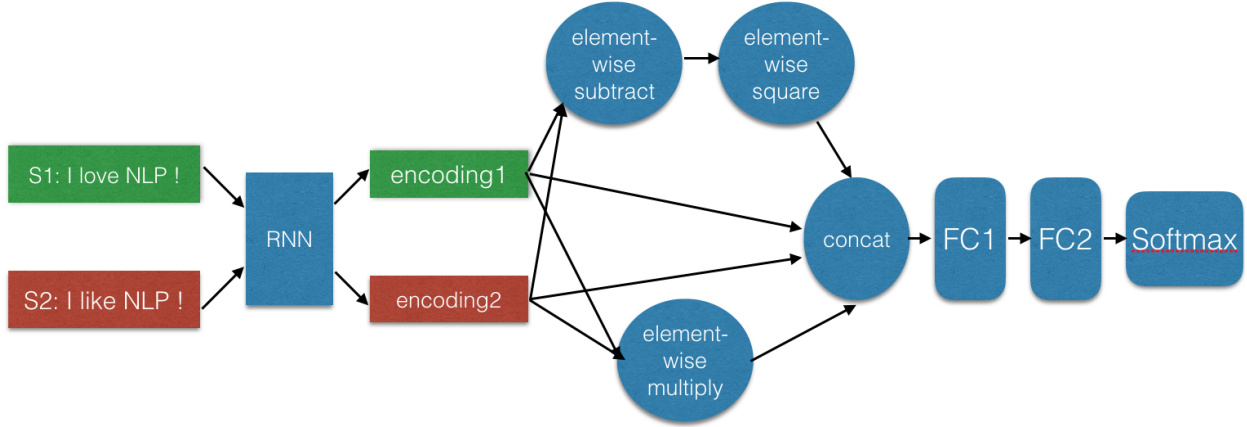 element-
wise
subtract
element-
wise
square
S1: I love NLP !
encoding1
RNN
concat
FC1
FC2
Softmax
S2: I like NLP !
encoding2
element-
wise
multiply